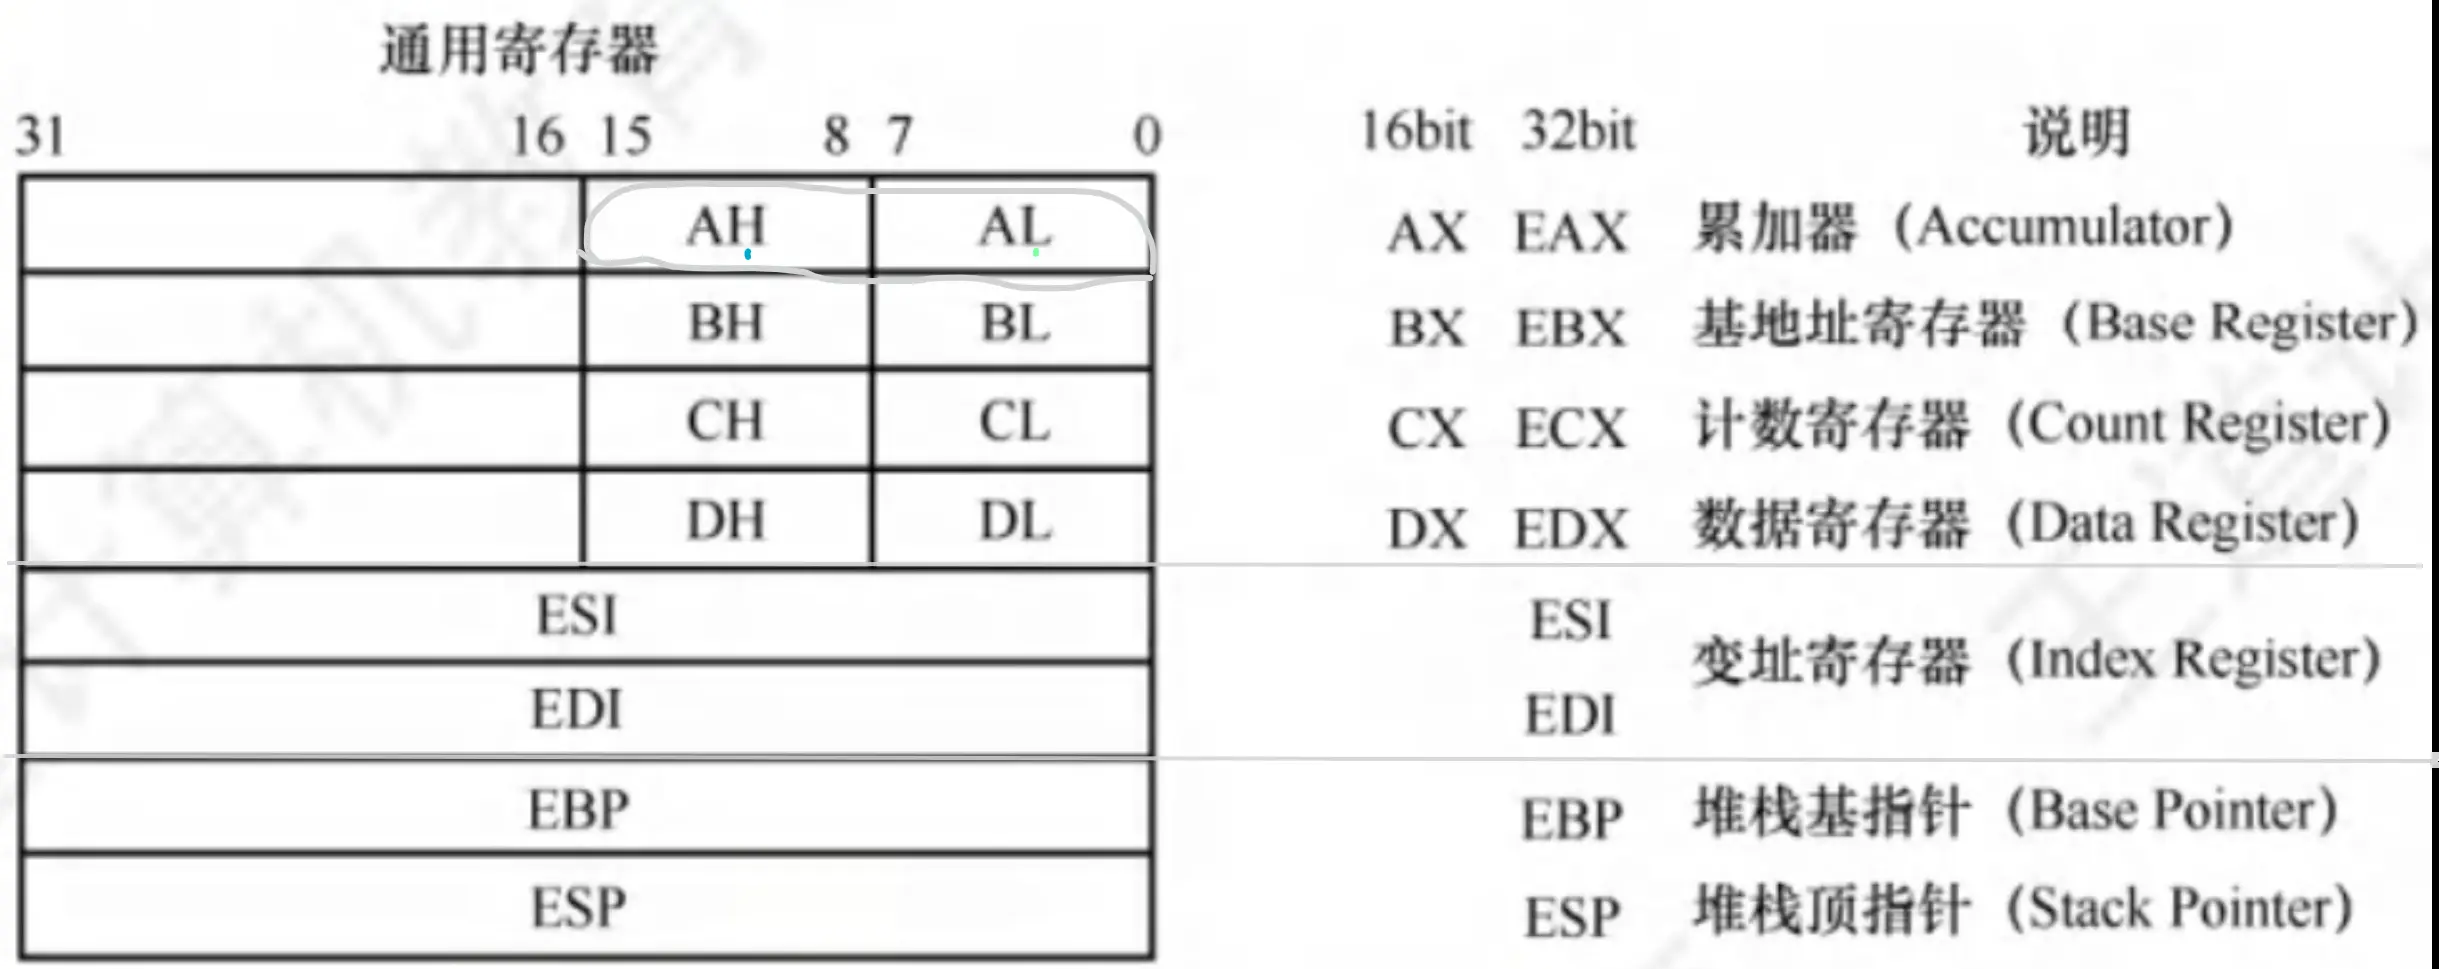 通用寄存器
31 16 15 8 7 0 16bit 32bit 说明
AH AL AX EAX 累加器（Accumulator）
BH BL BX EBX 基地址寄存器（Base Register）
CH CL CX ECX 计数寄存器（Count Register）
DH DL DX EDX 数据寄存器（Data Register）
ESI ESI
变址寄存器（Index Register）
EDI EDI
EBP EBP 堆栈基指针（Base Pointer）
ESP ESP 堆栈顶指针（Stack Pointer）